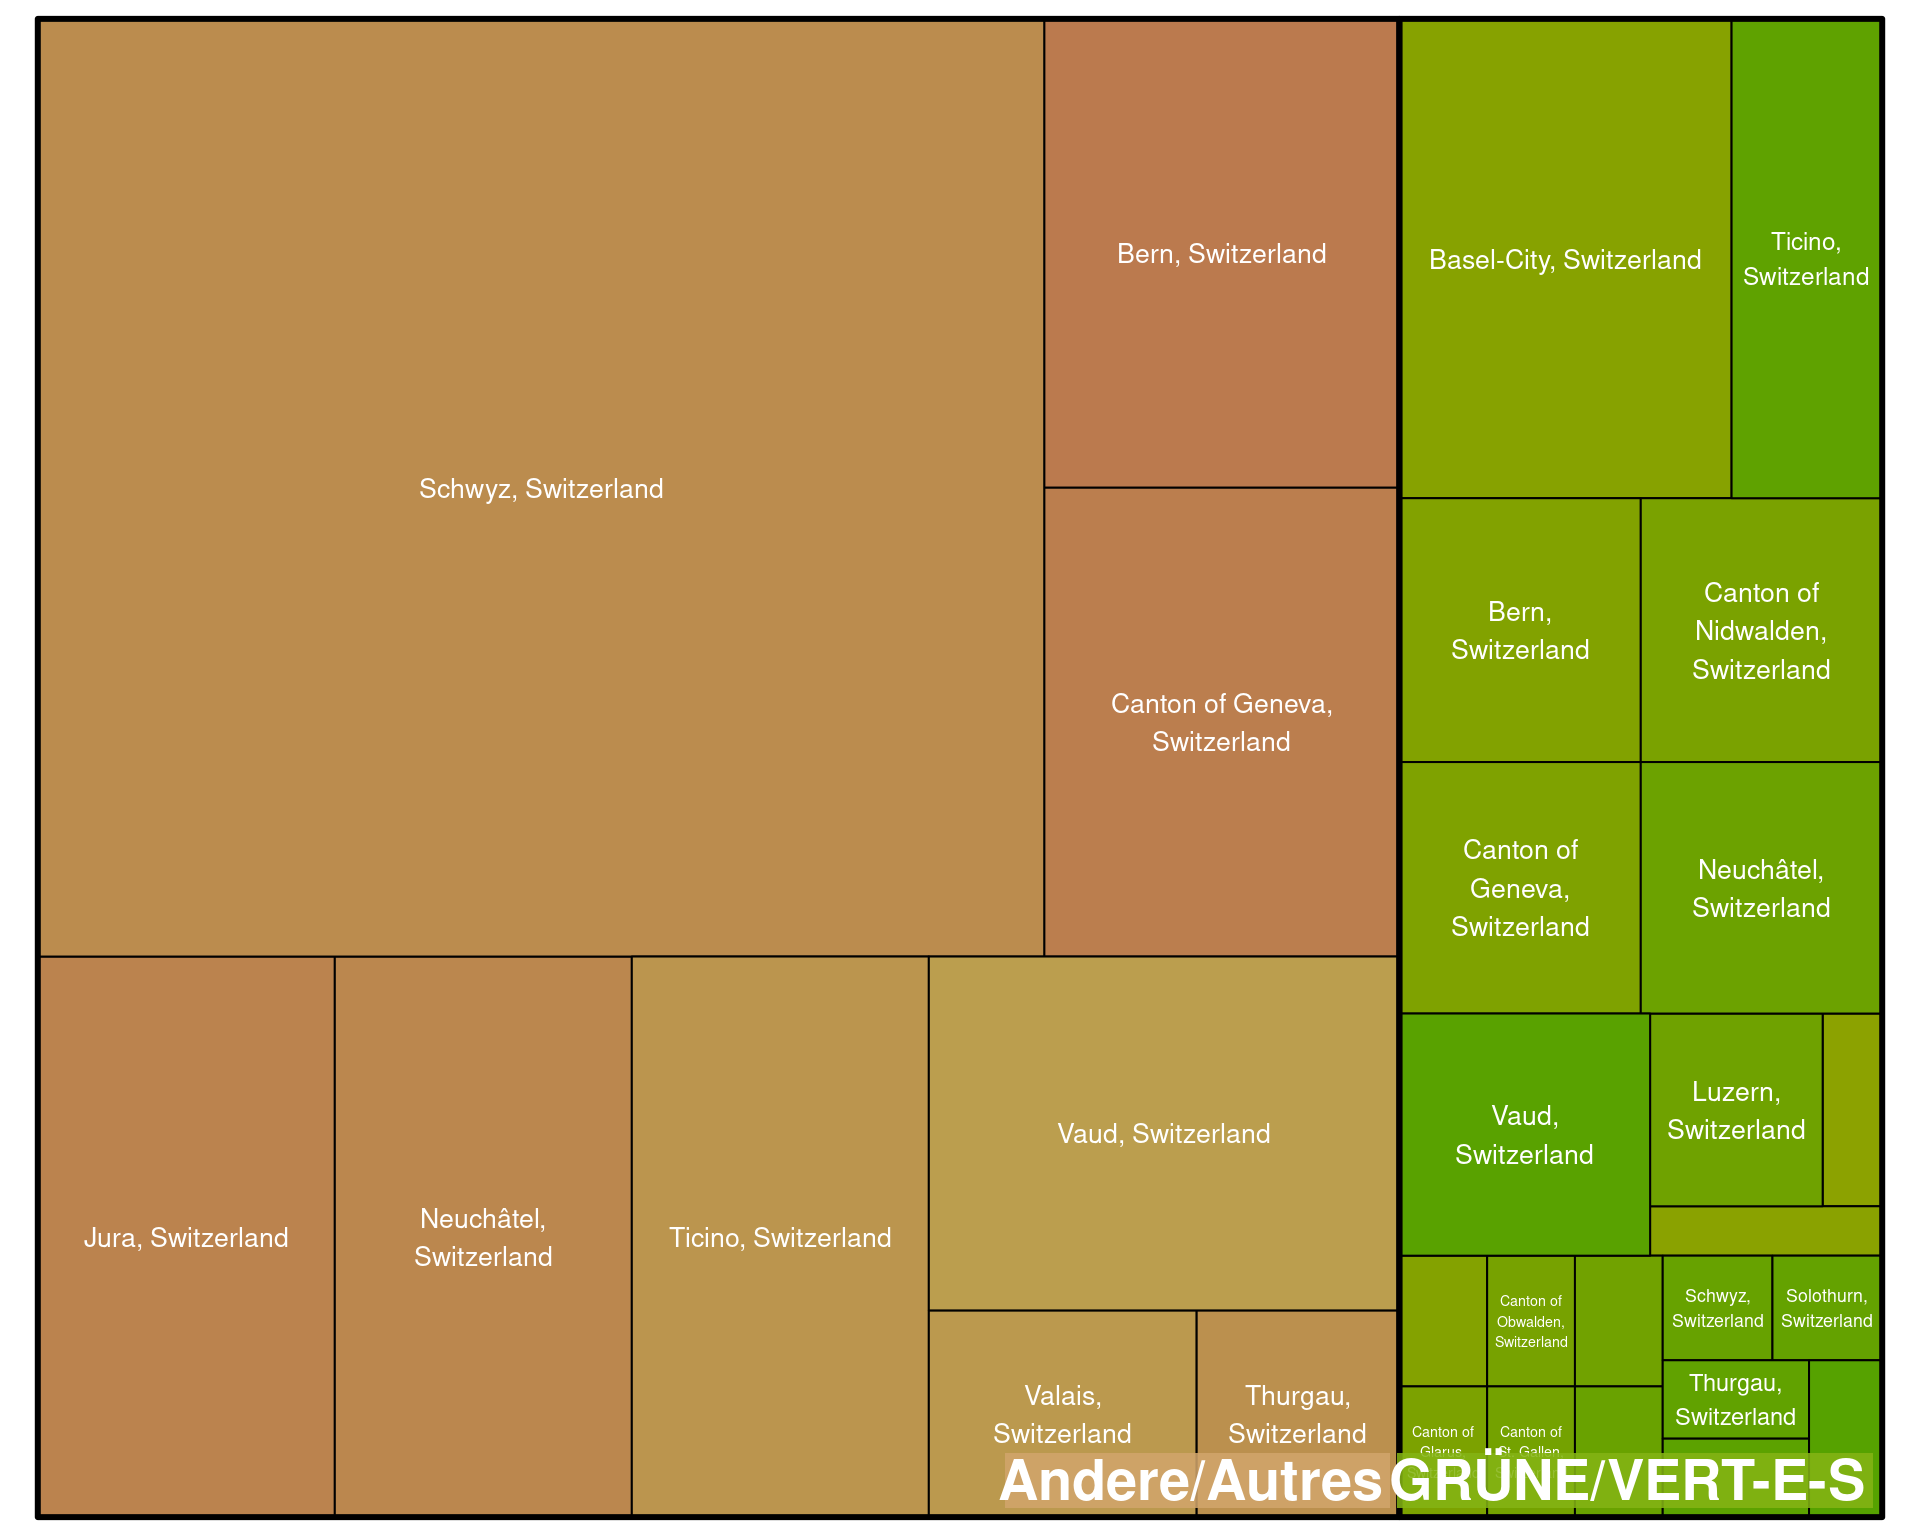 Schwyz, Switzerland
Bern, Switzerland
Canton of Geneva,
Switzerland
Jura, Switzerland
Neuchâtel,
Switzerland
Ticino, Switzerland
Vaud, Switzerland
Valais,
Switzerland
Thurgau,
Switzerland
Andere/Autres
Basel-City, Switzerland
Ticino,
Switzerland
Bern,
Switzerland
Canton of
Nidwalden,
Switzerland
Canton of
Geneva,
Switzerland
Neuchâtel,
Switzerland
Vaud,
Switzerland
Luzern,
Switzerland
Canton of
Obwalden,
Switzerland
Schwyz,
Switzerland
Solothurn,
Switzerland
Thurgau,
Switzerland
Canton of
Glarus,
Canton of
St. Gallen,
GRÜNE/VERT-E-S